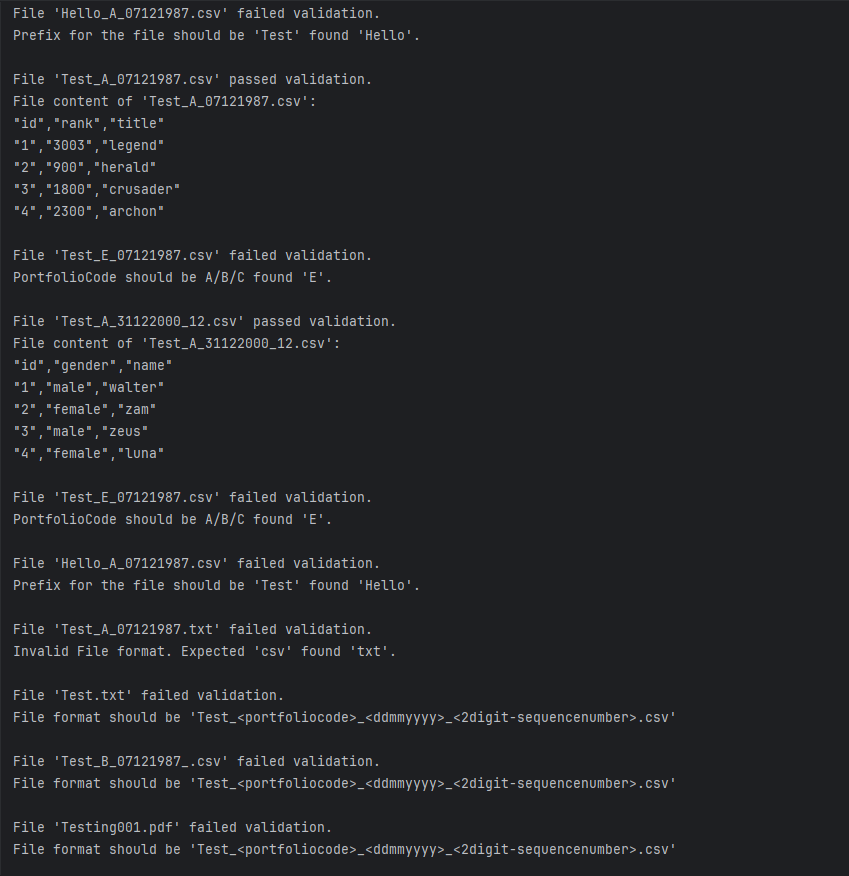 File 'Hello_A_07121987.csv' failed validation.
Prefix for the file should be 'Test' found 'Hello'.
File 'Test_A_07121987.csv' passed validation.
File content of 'Test_A_07121987.csv':
"id","rank","title"
"1","3003","legend"
"2","900","herald"
"3","1800","crusader"
"4","2300","archon"
File 'Test_E_07121987.csv' failed validation.
PortfolioCode should be A/B/C found 'E'.
File 'Test_A_31122000_12.csv' passed validation.
File content of 'Test_A_31122000_12.csv':
"id","gender","name"
"1","male","walter"
"2","female","zam"
"3","male","zeus"
"4","female","luna"
File 'Test_E_07121987.csv' failed validation.
PortfolioCode should be A/B/C found 'E'.
File 'Hello_A_07121987.csv' failed validation.
Prefix for the file should be 'Test' found 'Hello'.
File 'Test_A_07121987.txt' failed validation.
Invalid File format. Expected 'csv' found 'txt'.
File 'Test.txt' failed validation.
File format should be 'Test_<portfoliocode>_<ddmmyyyy>_<2digit-sequencenumber>.csv'
File 'Test_B_07121987_.csv' failed validation.
File format should be 'Test_<portfoliocode>_<ddmmyyyy>_<2digit-sequencenumber>.csv'
File 'Testing001.pdf' failed validation.
File format should be 'Test_<portfoliocode>_<ddmmyyyy>_<2digit-sequencenumber>.csv'